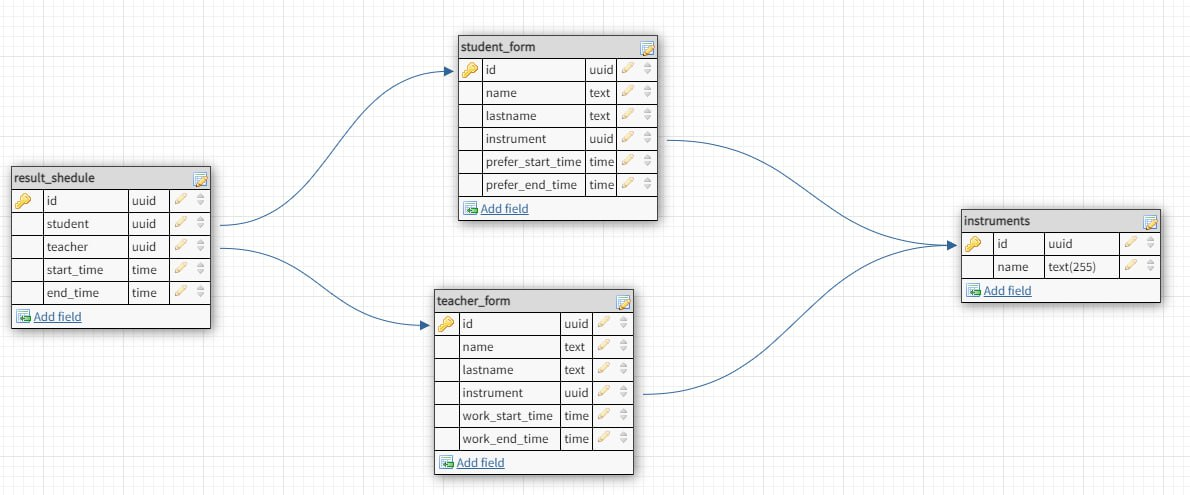 result_shedule
id uuid
student uuid
teacher uuid
start_time time
end_time time
Add field
student_form
id uuid
name text
lastname text
instrument uuid
prefer_start_time time
prefer_end_time time
Add field
teacher_form
id uuid
name text
lastname text
instrument uuid
work_start_time time
work_end_time time
Add field
instruments
id uuid
name text(255)
Add field